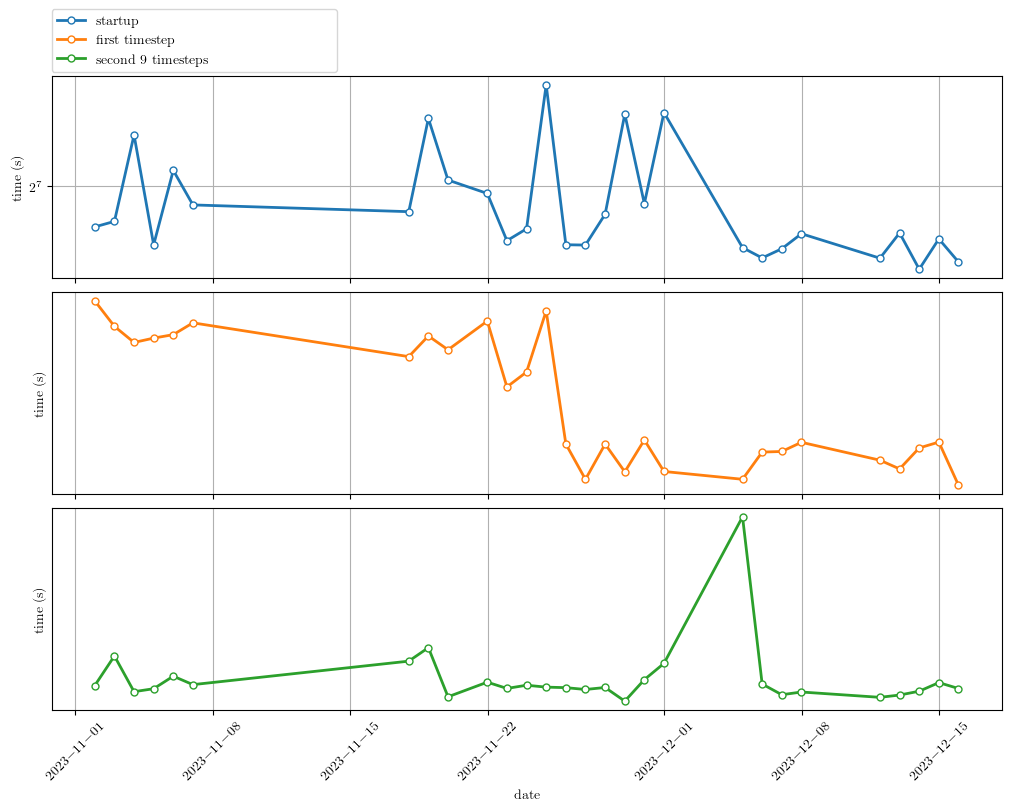 startup
first timestep
second 9 timesteps
time (s)
2^7
time (s)
time (s)
2023−11−01
2023−11−08
2023−11−15
2023−11−22
2023−12−01
2023−12−08
2023−12−15
date